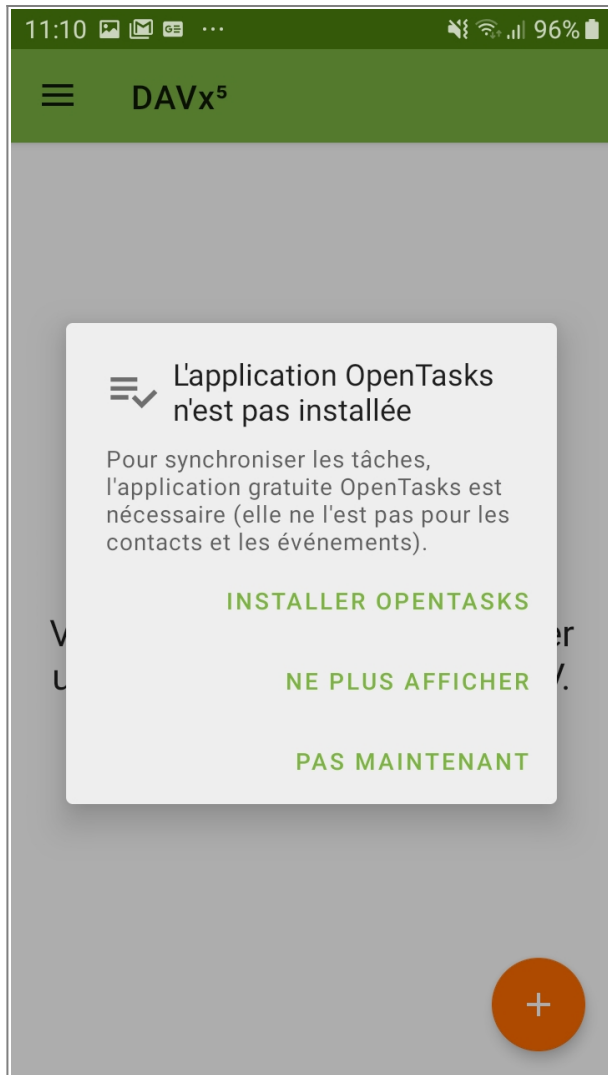 11:10 GE ... 96%
DAVx⁵
L'application OpenTasks
n'est pas installée
Pour synchroniser les tâches,
l'application gratuite OpenTasks est
nécessaire (elle ne l'est pas pour les
contacts et les événements).
INSTALLER OPENTASKS
NE PLUS AFFICHER
PAS MAINTENANT
+